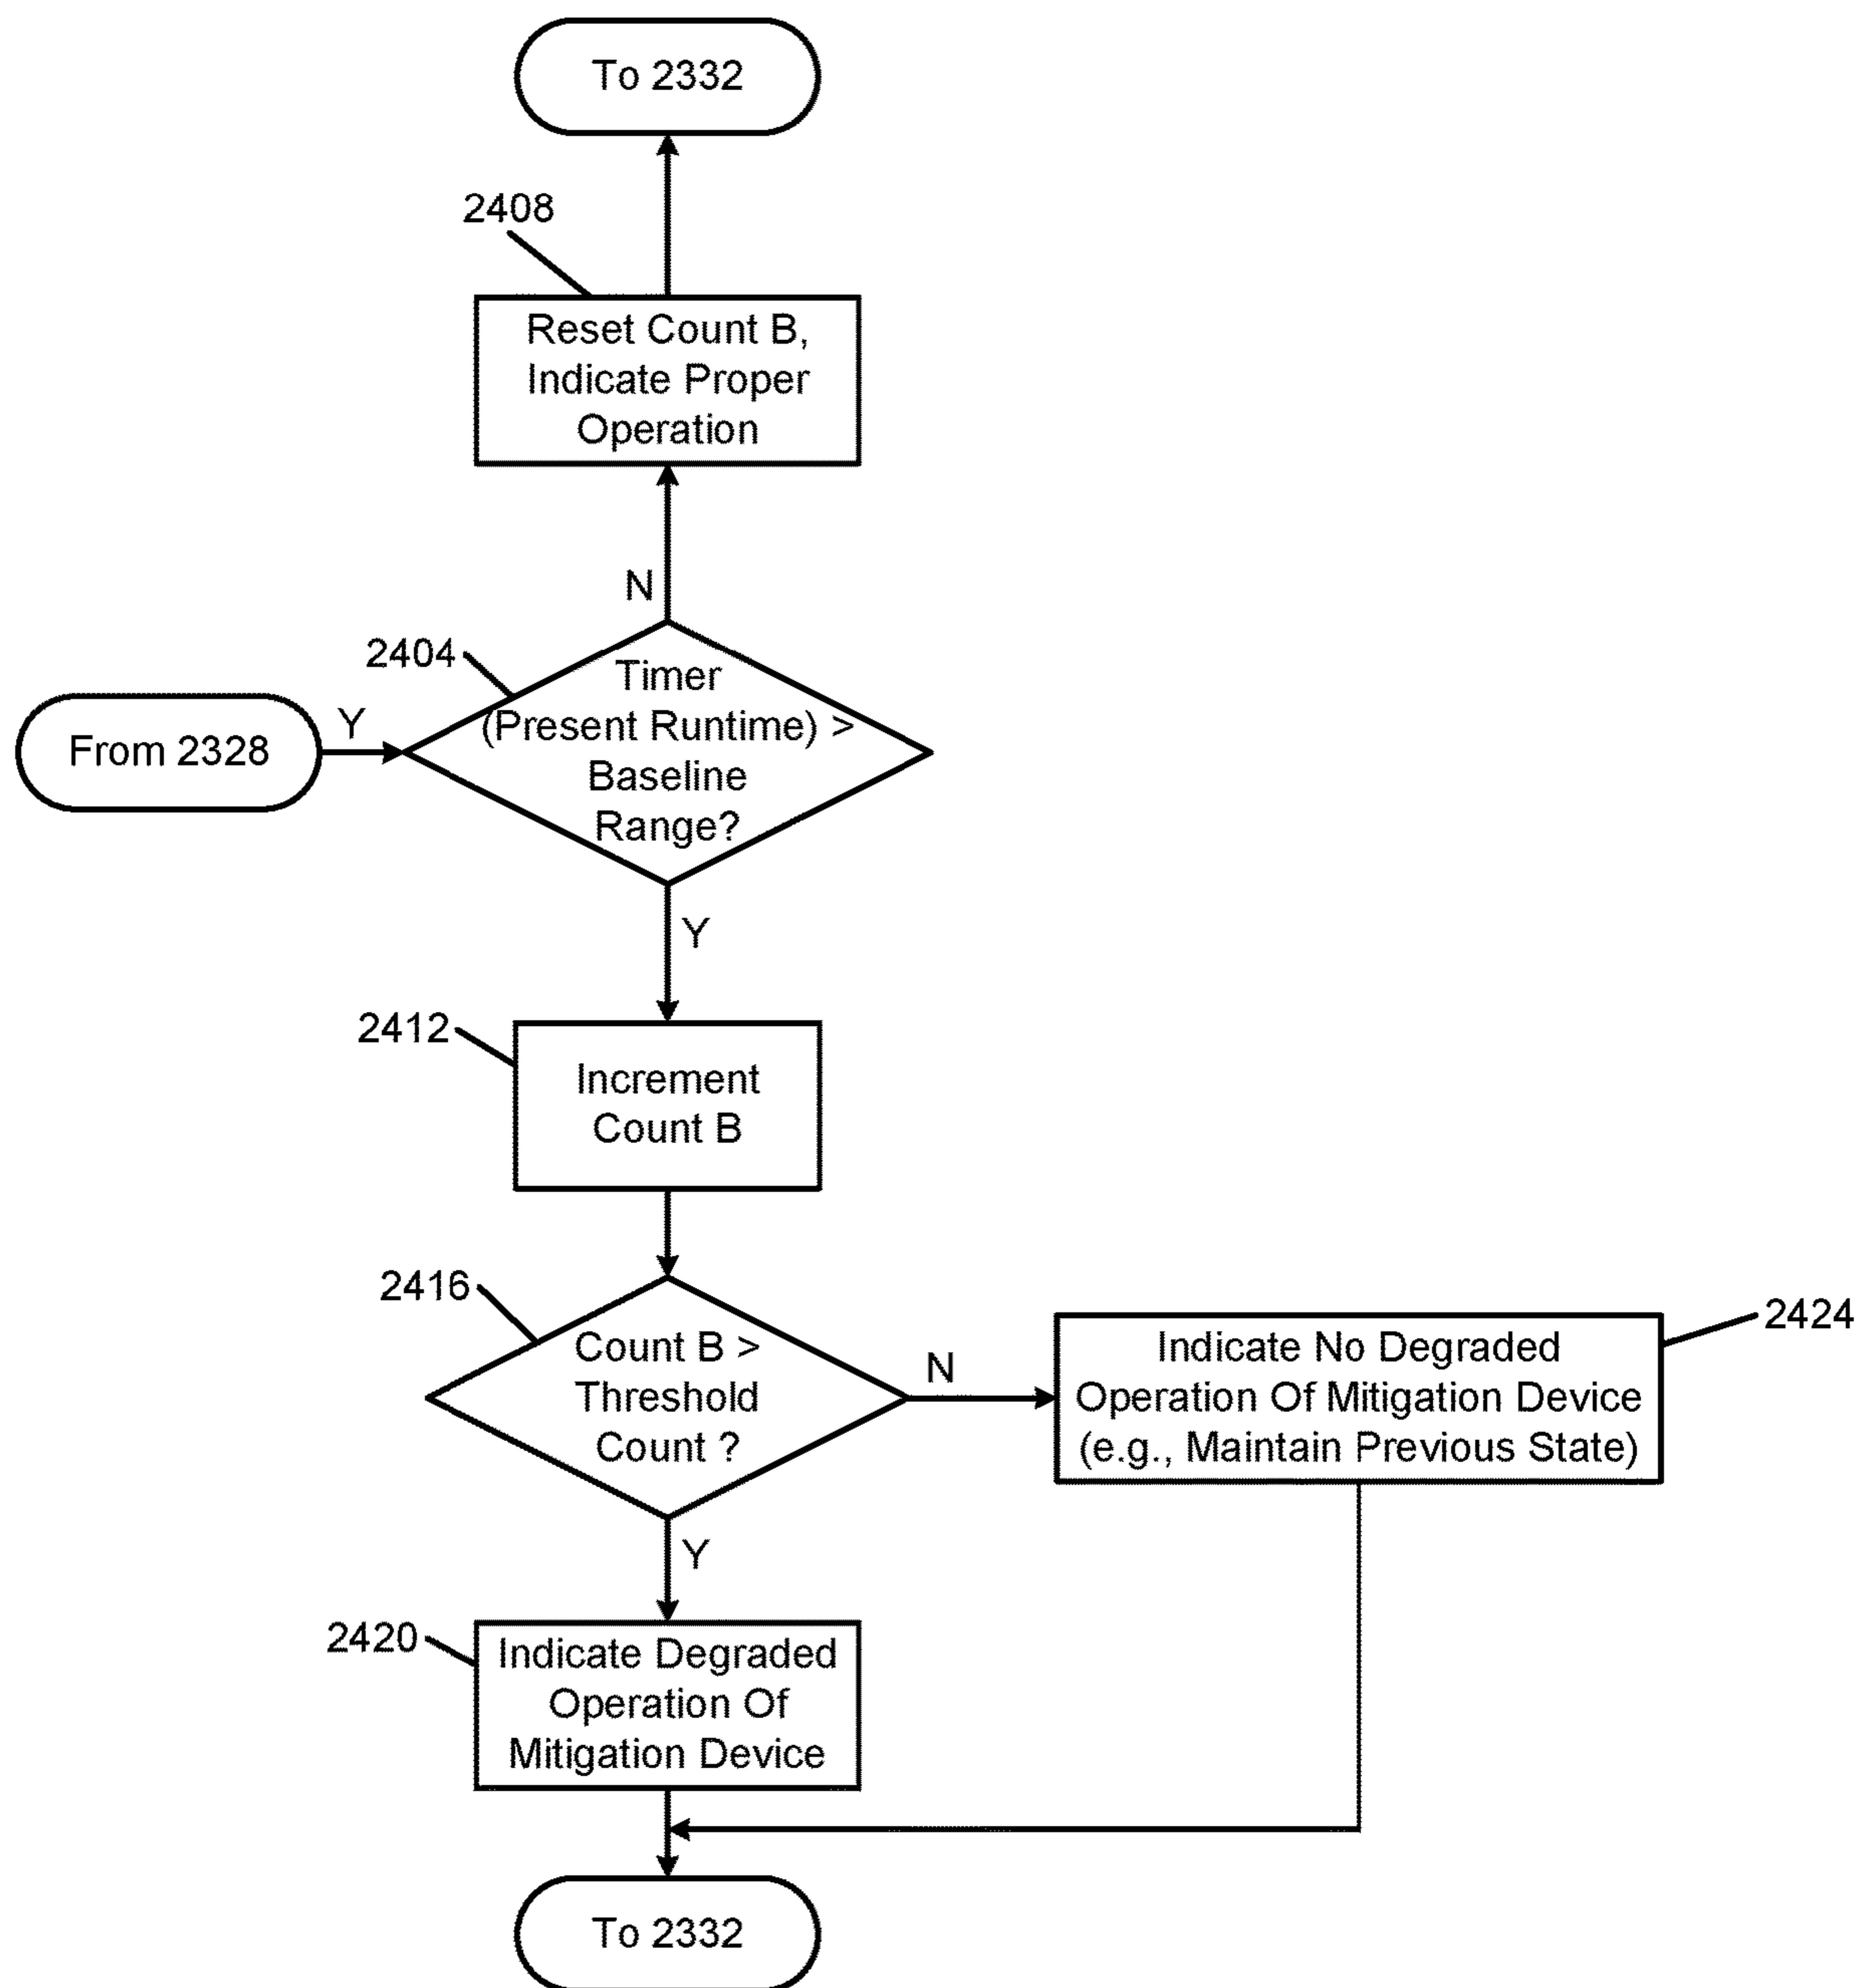 To 2332
2408
Reset Count B,
Indicate Proper
Operation
N
2404
Timer
(Present Runtime) >
Baseline
Range?
From 2328
Y
Y
2412
Increment
Count B
2416
Count B >
Threshold
Count ?
N
2424
Indicate No Degraded
Operation Of Mitigation Device
(e.g., Maintain Previous State)
Y
2420
Indicate Degraded
Operation Of
Mitigation Device
To 2332